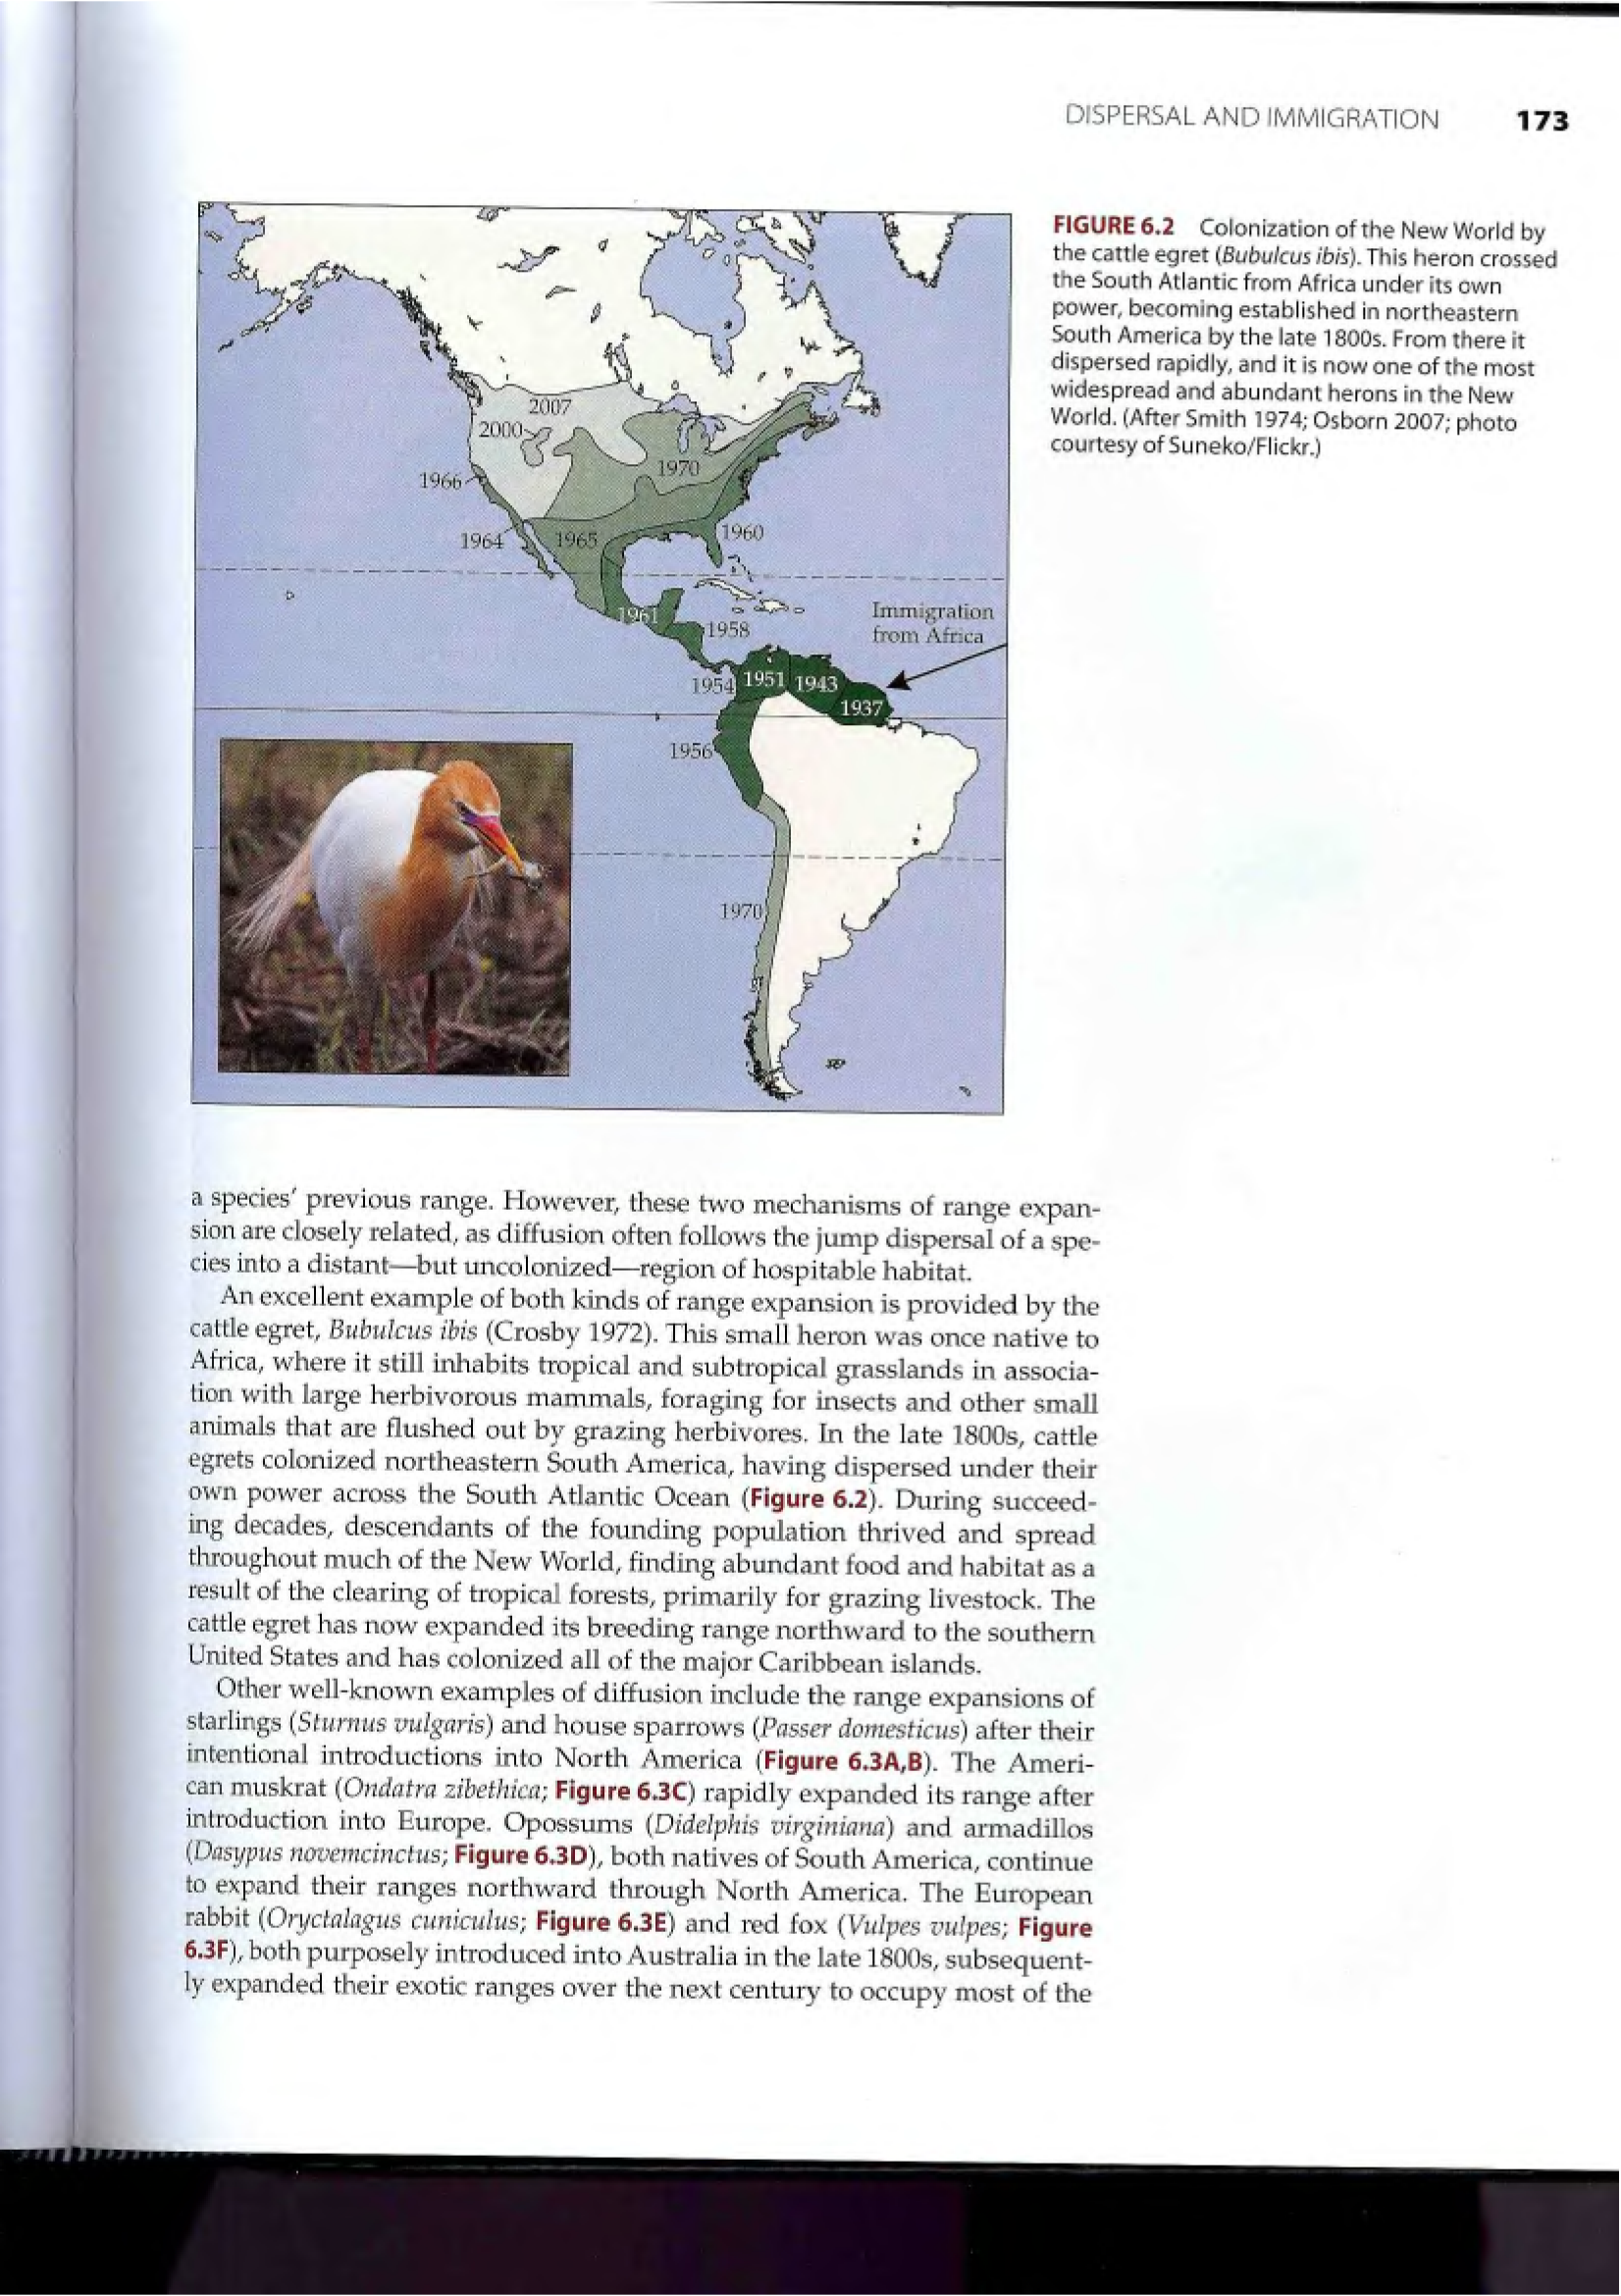 DISPERSAL AND IMMIGRATION 173
FIGURE 6.2 Colonization of the New World by
the cattle egret (Bubulcus ibis). This heron crossed
the South Atlantic from Africa under its own
power, becoming established in northeastern
South America by the late 1800s. From there it
dispersed rapidly, and it is now one of the most
widespread and abundant herons in the New
World. (After Smith 1974; Osborn 2007; photo
courtesy of Suneko/Flickr.)
2007
2000
1970
1966
1964
1965
1960
1961
1958
Immigration
from Africa
1954
1951
1943
1937
1956
1970
a species' previous range. However, these two mechanisms of range expan-
sion are closely related, as diffusion often follows the jump dispersal of a spe-
cies into a distant—but uncolonized—region of hospitable habitat.
An excellent example of both kinds of range expansion is provided by the
cattle egret, Bubulcus ibis (Crosby 1972). This small heron was once native to
Africa, where it still inhabits tropical and subtropical grasslands in associa-
tion with large herbivorous mammals, foraging for insects and other small
animals that are flushed out by grazing herbivores. In the late 1800s, cattle
egrets colonized northeastern South America, having dispersed under their
own power across the South Atlantic Ocean (Figure 6.2). During succeed-
ing decades, descendants of the founding population thrived and spread
throughout much of the New World, finding abundant food and habitat as a
result of the clearing of tropical forests, primarily for grazing livestock. The
cattle egret has now expanded its breeding range northward to the southern
United States and has colonized all of the major Caribbean islands.
Other well-known examples of diffusion include the range expansions of
starlings (Sturnus vulgaris) and house sparrows (Passer domesticus) after their
intentional introductions into North America (Figure 6.3A,B). The Ameri-
can muskrat (Ondatra zibethica; Figure 6.3C) rapidly expanded its range after
introduction into Europe. Opossums (Didelphis virginiana) and armadillos
(Dasypus novemcinctus; Figure 6.3D), both natives of South America, continue
to expand their ranges northward through North America. The European
rabbit (Oryctalagus cuniculus; Figure 6.3E) and red fox (Vulpes vulpes; Figure
6.3F), both purposely introduced into Australia in the late 1800s, subsequent-
ly expanded their exotic ranges over the next century to occupy most of the